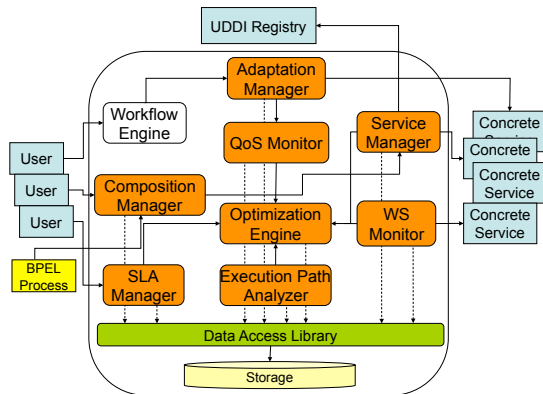 UDDI Registry
Adaptation
Manager
Workflow
Engine
QoS Monitor
Service
Manager
Concrete
Concrete
Concrete
Service
Concrete
Service
User
User
User
Composition
Manager
Optimization
Engine
WS
Monitor
BPEL
Process
SLA
Manager
Execution Path
Analyzer
Data Access Library
Storage